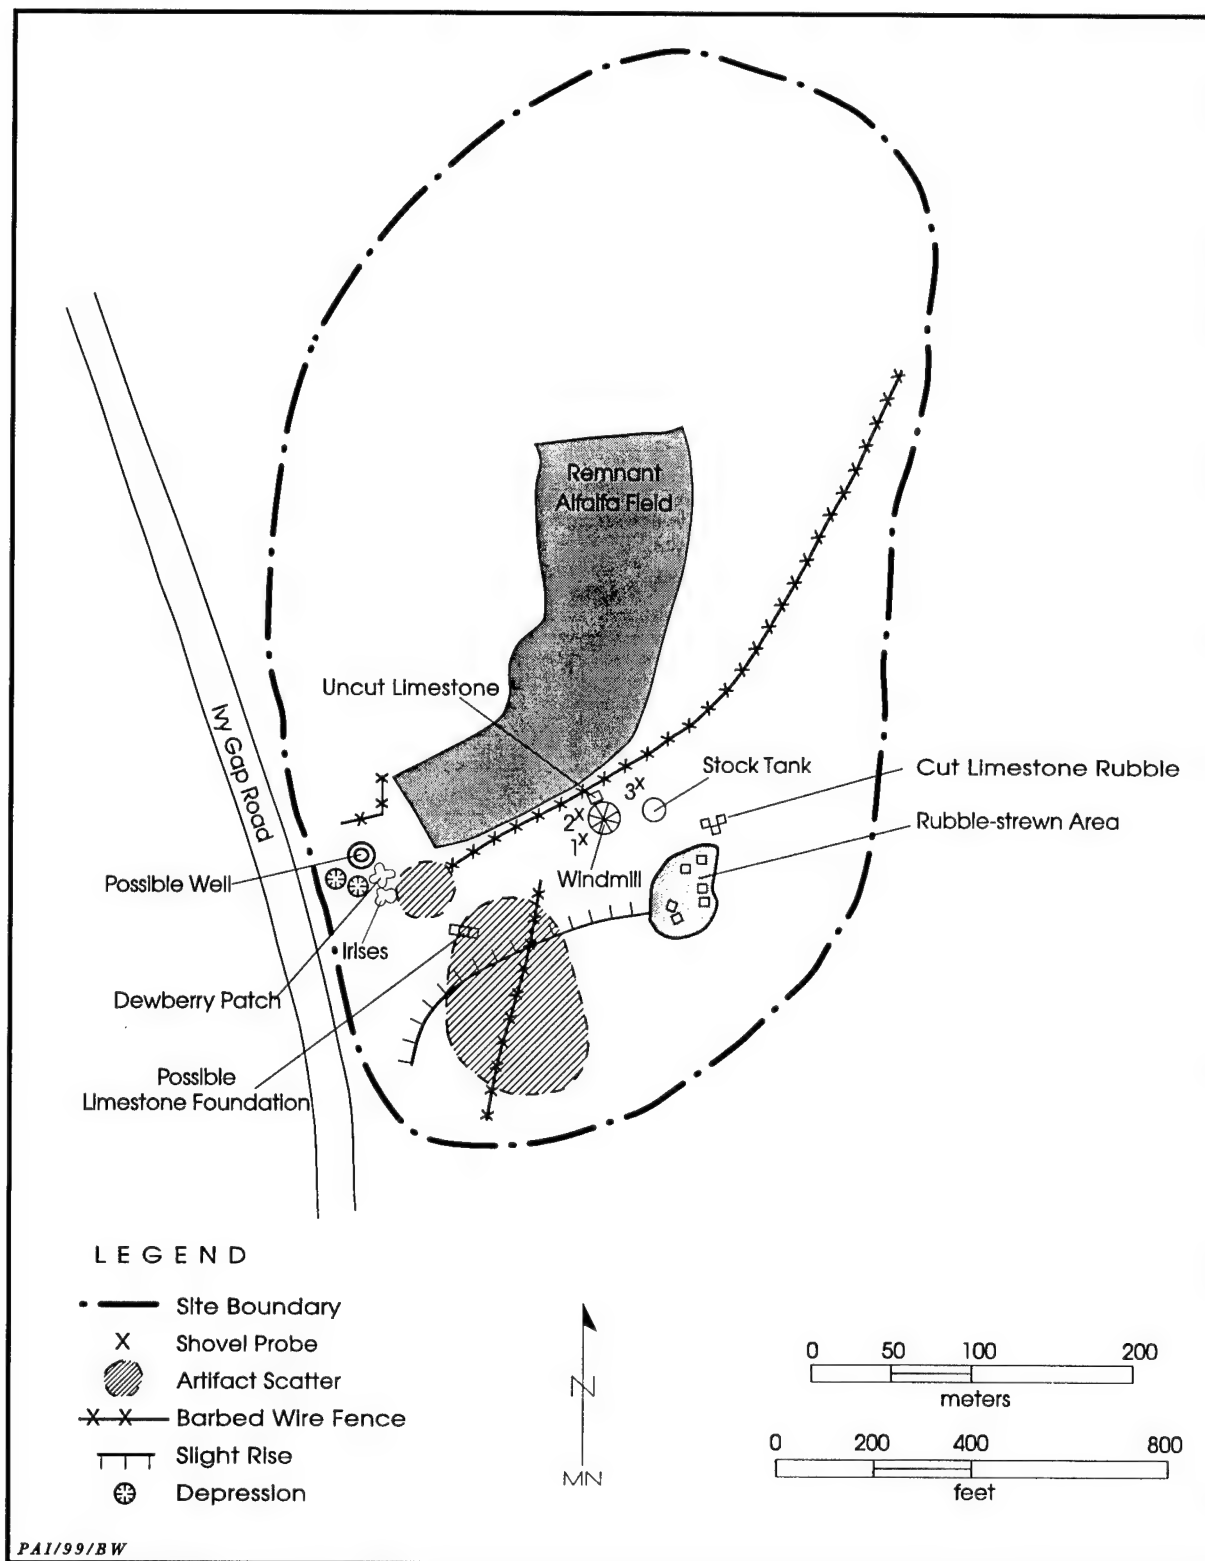 Remnant
Alfalfa Field
Uncut Limestone
Ivy Gap Road
Stock Tank
3
Cut Limestone Rubble
2
Rubble-strewn Area
1
Windmill
Possible Well
Irises
Dewberry Patch
Possible
Limestone Foundation
LEGEND
Site Boundary
X Shovel Probe
Artifact Scatter
Barbed Wire Fence
Slight Rise
Depression
N
MN
0 50 100 200
meters
0 200 400 800
feet
PAI/99/BW